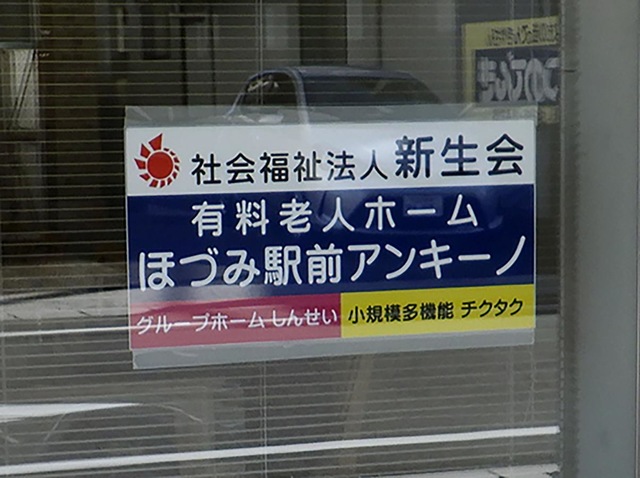 社会福祉法人 新生会
有料老人ホーム
ほづみ駅前アンキーノ
グループホーム しんせい
小規模多機能 チクタク